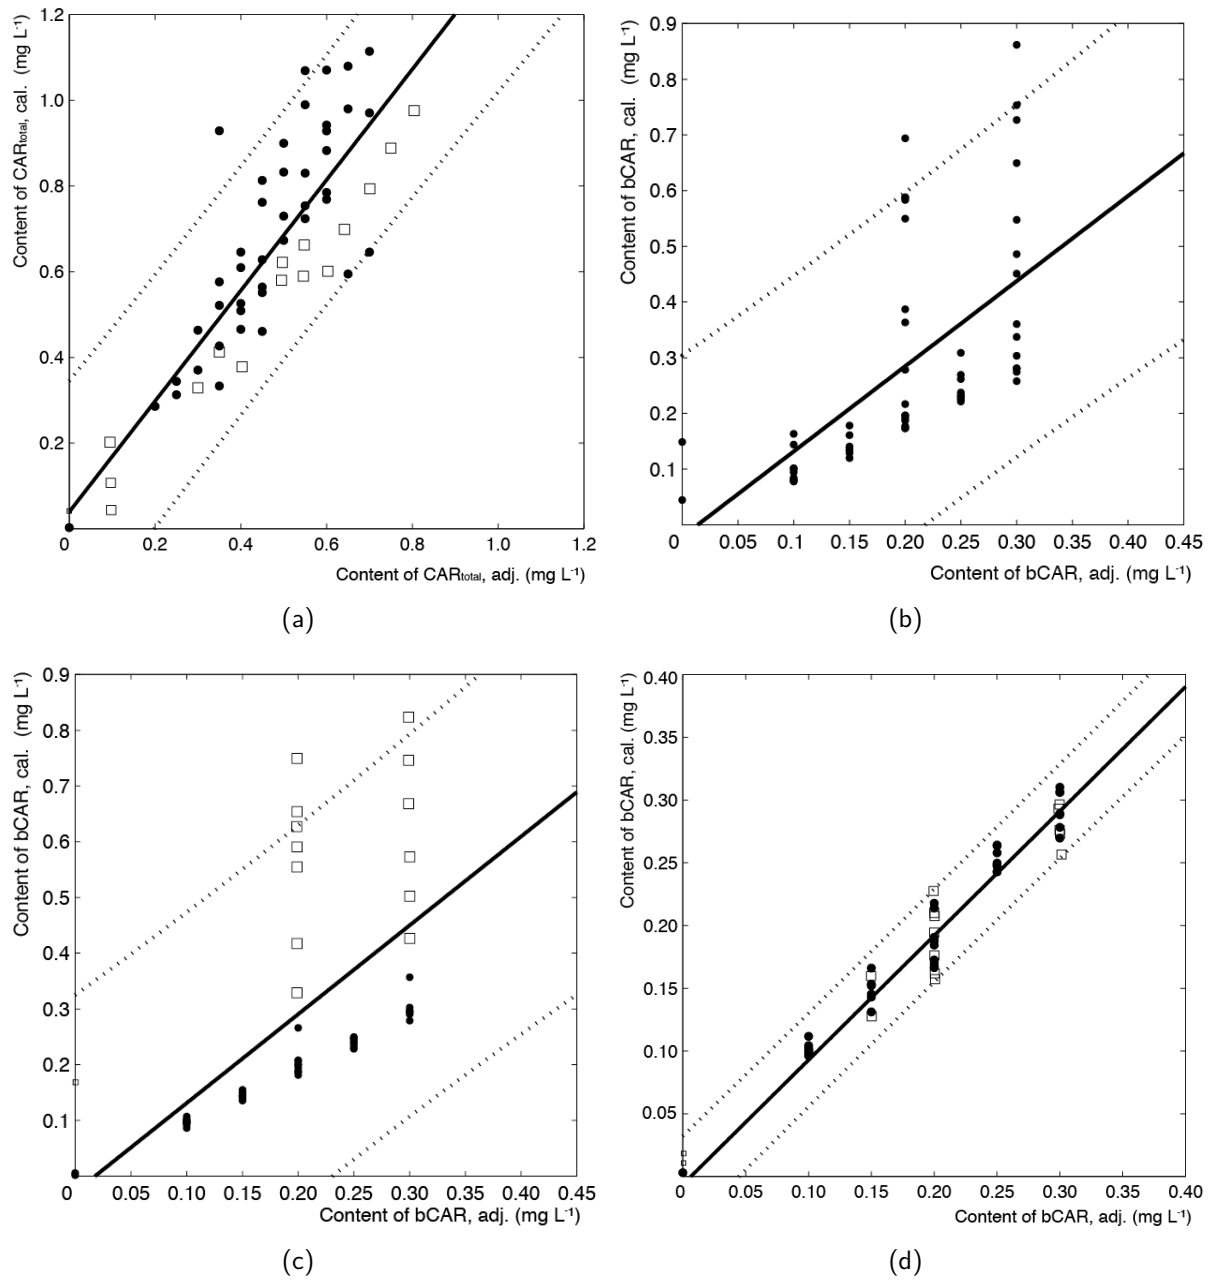 Content of CARtotal, cal. (mg L-1)
1.2
1.0
0.8
0.6
0.4
0.2
0 0.2 0.4 0.6 0.8 1.0 1.2
Content of CARtotal, adj. (mg L-1)
(a)
Content of bCAR, cal. (mg L-1)
0.9
0.8
0.7
0.6
0.5
0.4
0.3
0.2
0.1
0 0.05 0.1 0.15 0.20 0.25 0.30 0.35 0.40 0.45
Content of bCAR, adj. (mg L-1)
(b)
Content of bCAR, cal. (mg L-1)
0.9
0.8
0.7
0.6
0.5
0.4
0.3
0.2
0.1
0 0.05 0.10 0.15 0.20 0.25 0.30 0.35 0.40 0.45
Content of bCAR, adj. (mg L-1)
(c)
Content of bCAR, cal. (mg L-1)
0.40
0.35
0.30
0.25
0.20
0.15
0.10
0.05
0 0.05 0.10 0.15 0.20 0.25 0.30 0.35 0.40
Content of bCAR, adj. (mg L-1)
(d)